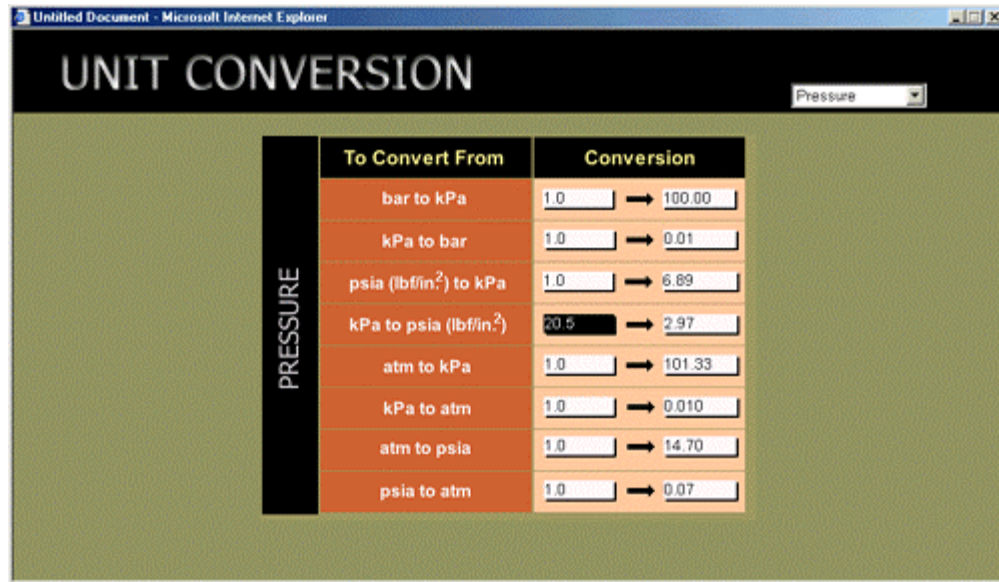 Untitled Document - Microsoft Internet Explorer
UNIT CONVERSION
Pressure
PRESSURE
To Convert From Conversion
bar to kPa 1.0 100.00
kPa to bar 1.0 0.01
psia (lbf/in.²) to kPa 1.0 6.89
kPa to psia (lbf/in.²) 20.5 2.97
atm to kPa 1.0 101.33
kPa to atm 1.0 0.010
atm to psia 1.0 14.70
psia to atm 1.0 0.07